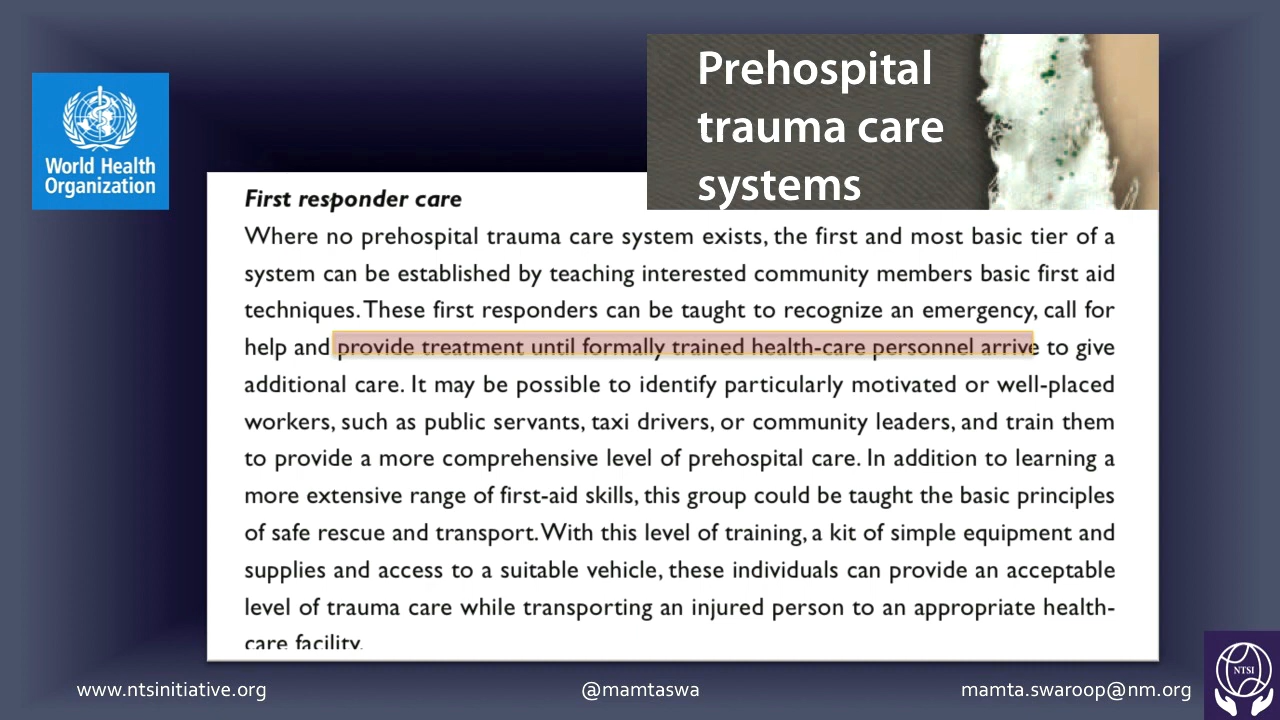 Prehospital
trauma care
systems
World Health
Organization
First responder care
Where no prehospital trauma care system exists, the first and most basic tier of a
system can be established by teaching interested community members basic first aid
techniques. These first responders can be taught to recognize an emergency, call for
help and provide treatment until formally trained health-care personnel arrive to give
additional care. It may be possible to identify particularly motivated or well-placed
workers, such as public servants, taxi drivers, or community leaders, and train them
to provide a more comprehensive level of prehospital care. In addition to learning a
more extensive range of first-aid skills, this group could be taught the basic principles
of safe rescue and transport. With this level of training, a kit of simple equipment and
supplies and access to a suitable vehicle, these individuals can provide an acceptable
level of trauma care while transporting an injured person to an appropriate health-
care facility.
www.ntsinitiative.org
@mamtaswa
mamta.swaroop@nm.org
NTSI